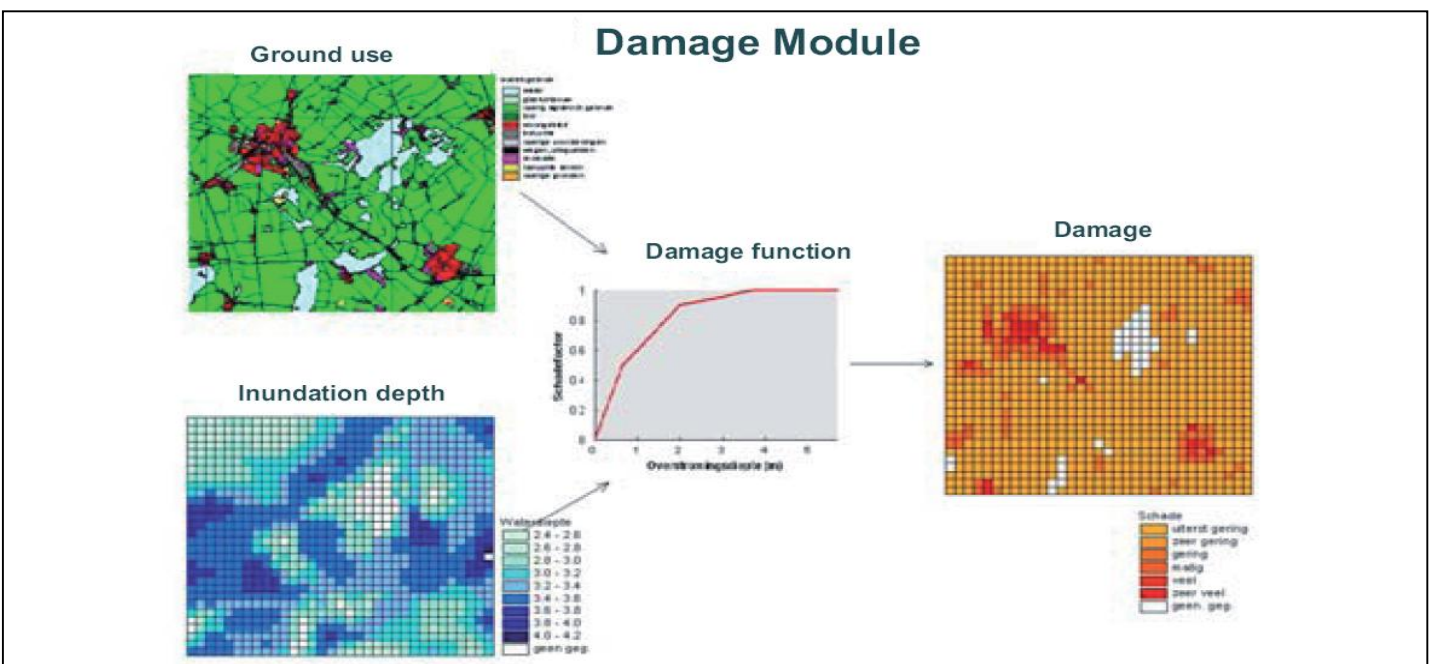 Damage Module
Ground use
water
Damage function
1
0.8
0.6
0.4
0.2
0
0 1 2 3 4 5
Schadefactor
Overstromingsdiepte (m)
Inundation depth
Waterdiepte
2.4 - 2.6
2.6 - 2.8
2.8 - 3.0
3.0 - 3.2
3.2 - 3.4
3.4 - 3.6
3.6 - 3.8
3.8 - 4.0
4.0 - 4.2
geen geg.
Damage
Schade
uiterst gering
zeer gering
gering
matig
veel
zeer veel
geen. geg.